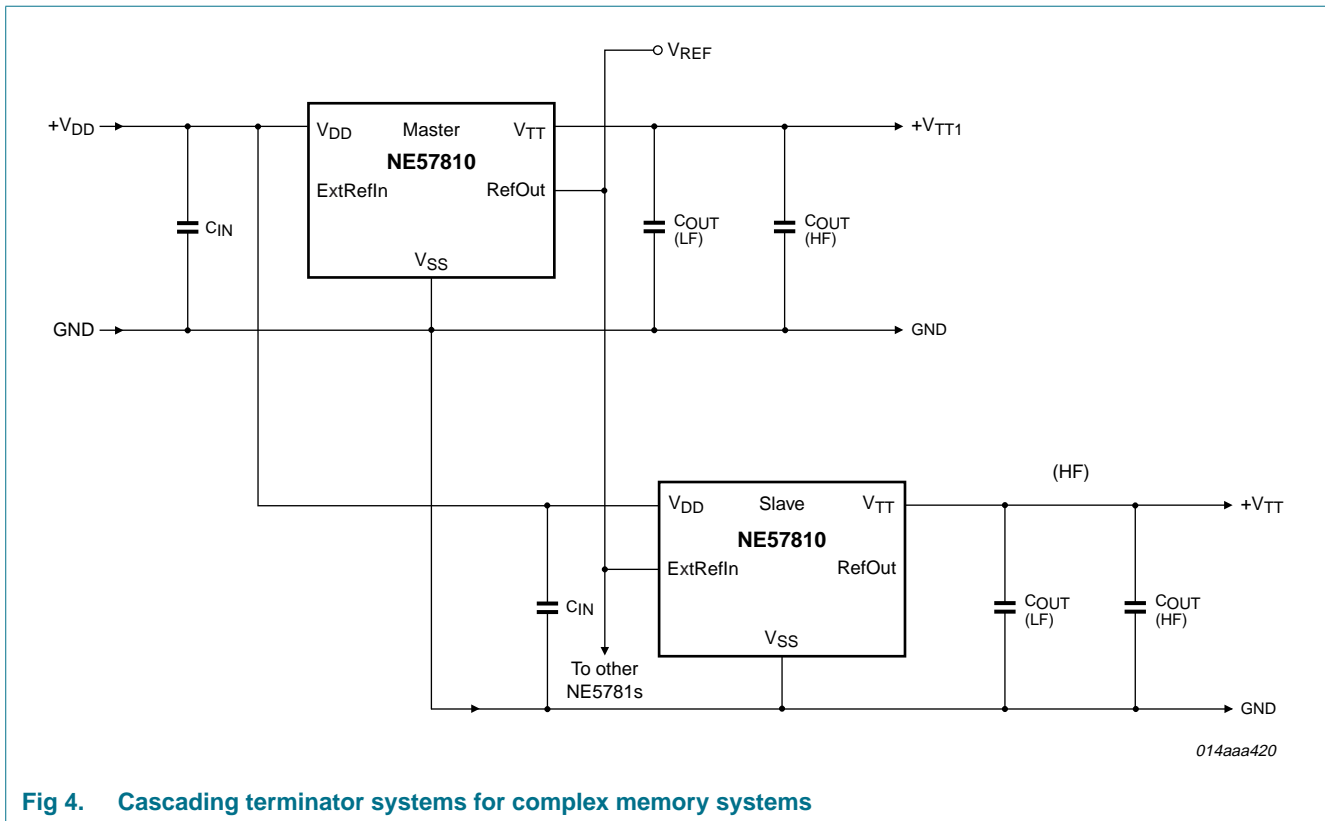 VREF
+VDD
VDD Master VTT
+VTT1
NE57810
ExtRefIn RefOut
CIN
COUT
(LF)
COUT
(HF)
VSS
GND
GND
(HF)
VDD Slave VTT
+VTT
NE57810
ExtRefIn RefOut
CIN
COUT
(LF)
COUT
(HF)
VSS
To other
NE5781s
GND
014aaa420
Fig 4. Cascading terminator systems for complex memory systems